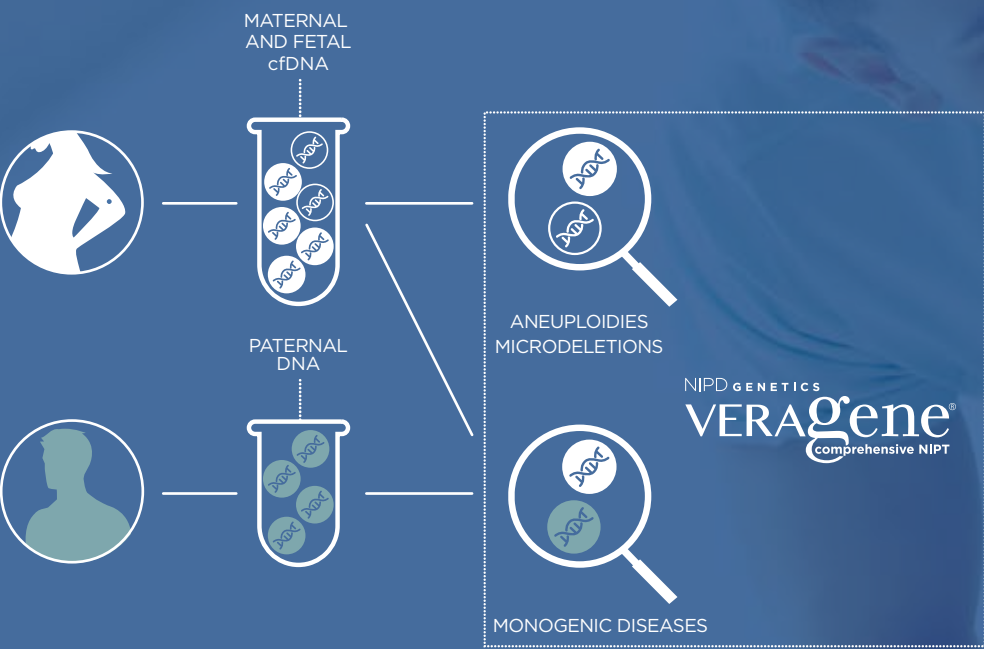 MATERNAL
AND FETAL
cfDNA
ANEUPLOIDIES
MICRODELETIONS
PATERNAL
DNA
NIPD GENETICS
VERAgene®
comprehensive NIPT
MONOGENIC DISEASES